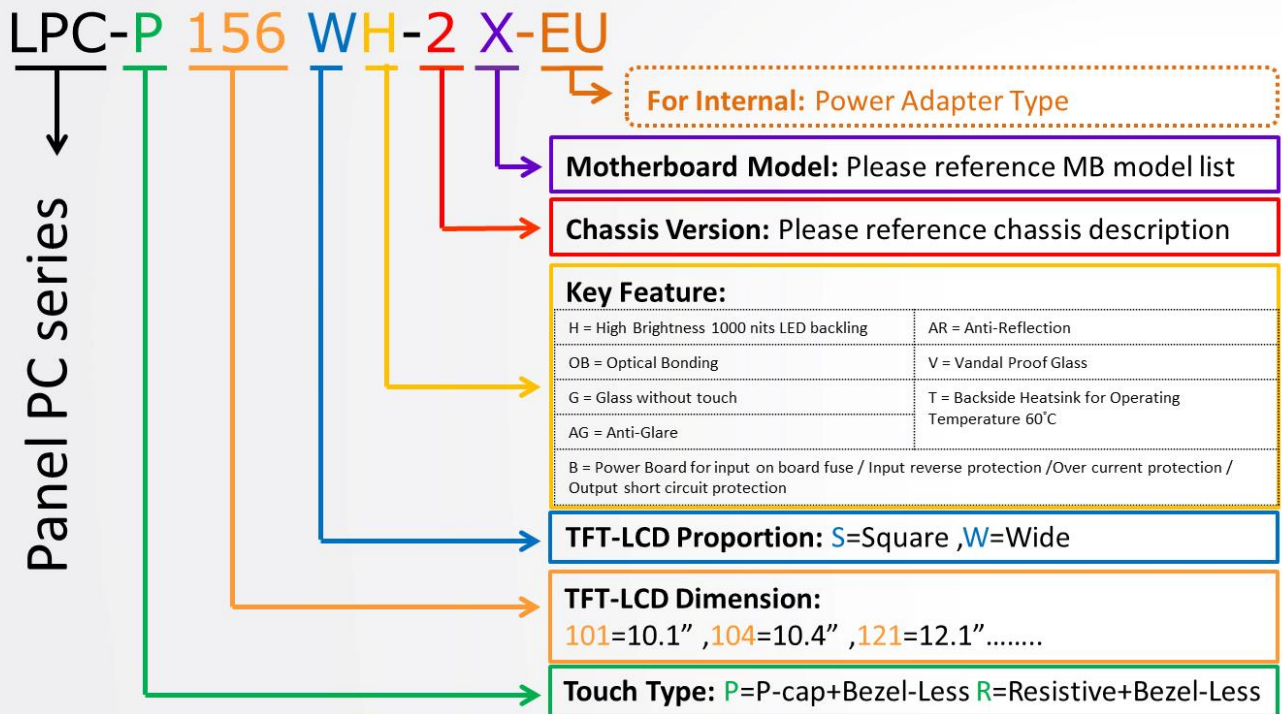 LPC-P 156 WH-2 X-EU
Panel PC series
For Internal: Power Adapter Type
Motherboard Model: Please reference MB model list
Chassis Version: Please reference chassis description
Key Feature:
H = High Brightness 1000 nits LED backling
AR = Anti-Reflection
OB = Optical Bonding
V = Vandal Proof Glass
G = Glass without touch
T = Backside Heatsink for Operating
Temperature 60°C
AG = Anti-Glare
B = Power Board for input on board fuse / Input reverse protection /Over current protection /
Output short circuit protection
TFT-LCD Proportion: S=Square ,W=Wide
TFT-LCD Dimension:
101=10.1” ,104=10.4” ,121=12.1”........
Touch Type: P=P-cap+Bezel-Less R=Resistive+Bezel-Less